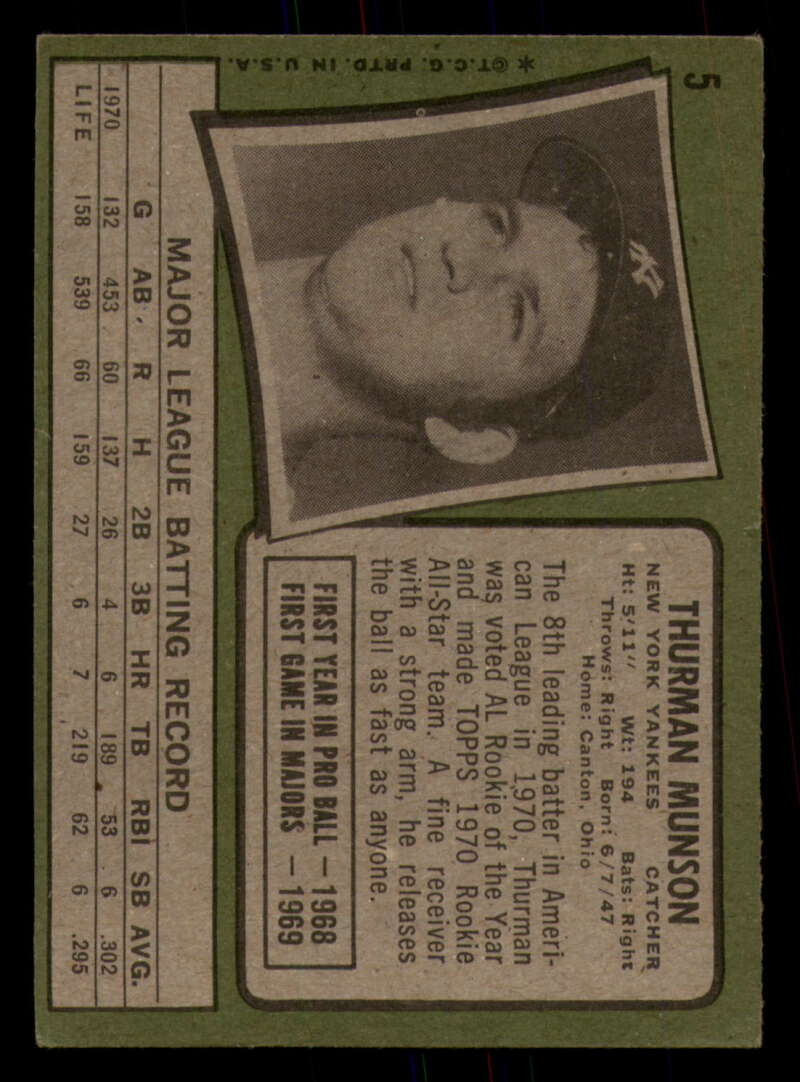 5
* ©T.C.G. PRTD. IN U.S.A.
NY
THURMAN MUNSON
NEW YORK YANKEES CATCHER
Ht: 5'11" Wt: 194 Bats: Right
Throws: Right Born: 6/7/47
Home: Canton, Ohio
The 8th leading batter in Ameri-
can League in 1970, Thurman
was voted AL Rookie of the Year
and made TOPPS 1970 Rookie
All-Star team. A fine receiver
with a strong arm, he releases
the ball as fast as anyone.
FIRST YEAR IN PRO BALL — 1968
FIRST GAME IN MAJORS — 1969
MAJOR LEAGUE BATTING RECORD
G AB R H 2B 3B HR TB RBI SB AVG.
1970 132 453 60 137 26 4 6 189 53 6 .302
LIFE 158 539 66 159 27 6 7 219 62 6 .295